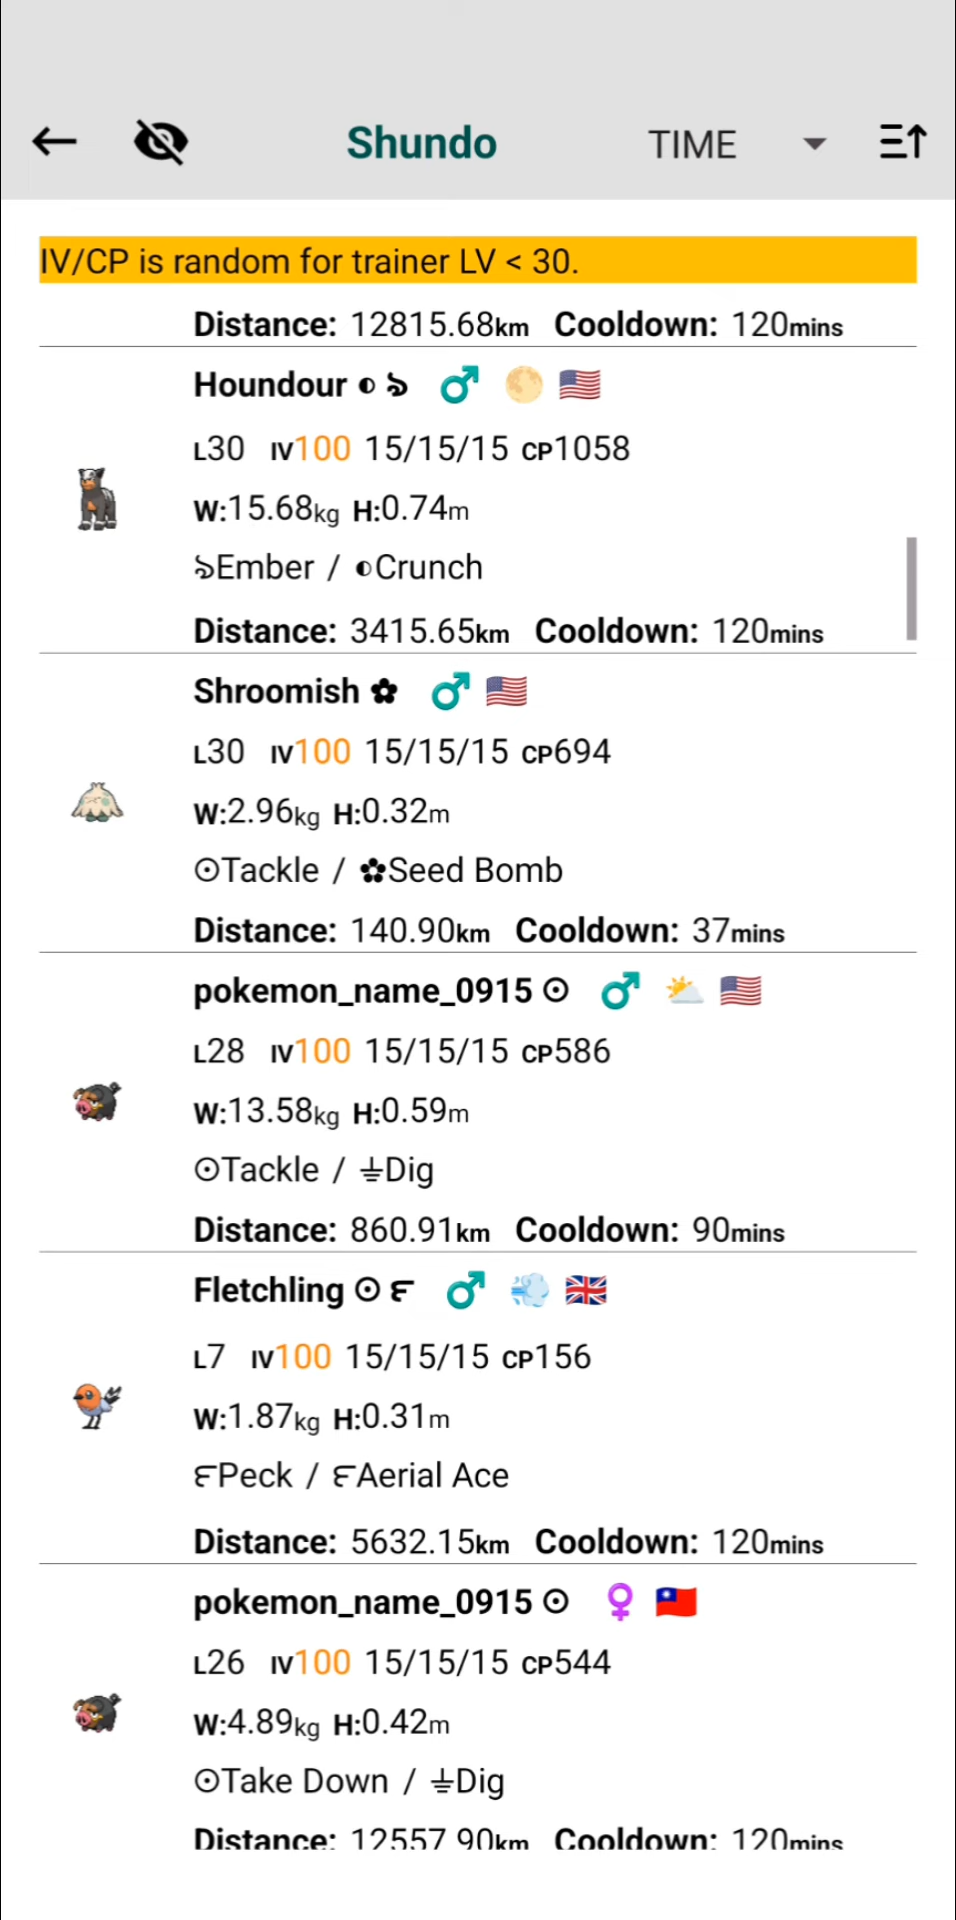 Shundo TIME
IV/CP is random for trainer LV < 30.
Distance: 12815.68km Cooldown: 120mins
Houndour
L30 IV100 15/15/15 CP1058
W:15.68kg H:0.74m
Ember / Crunch
Distance: 3415.65km Cooldown: 120mins
Shroomish
L30 IV100 15/15/15 CP694
W:2.96kg H:0.32m
Tackle / Seed Bomb
Distance: 140.90km Cooldown: 37mins
pokemon_name_0915
L28 IV100 15/15/15 CP586
W:13.58kg H:0.59m
Tackle / Dig
Distance: 860.91km Cooldown: 90mins
Fletchling
L7 IV100 15/15/15 CP156
W:1.87kg H:0.31m
Peck / Aerial Ace
Distance: 5632.15km Cooldown: 120mins
pokemon_name_0915
L26 IV100 15/15/15 CP544
W:4.89kg H:0.42m
Take Down / Dig
Distance: 12557.90km Cooldown: 120mins